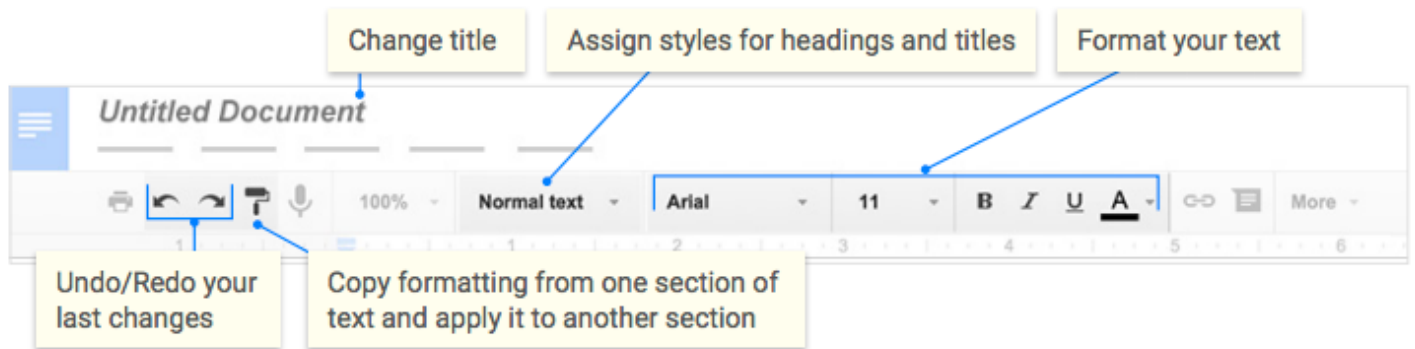 Change title
Assign styles for headings and titles
Format your text
Untitled Document
100%
Normal text
Arial
11
B I U A
More
1 1 2 3 4 5 6
Undo/Redo your
last changes
Copy formatting from one section of
text and apply it to another section